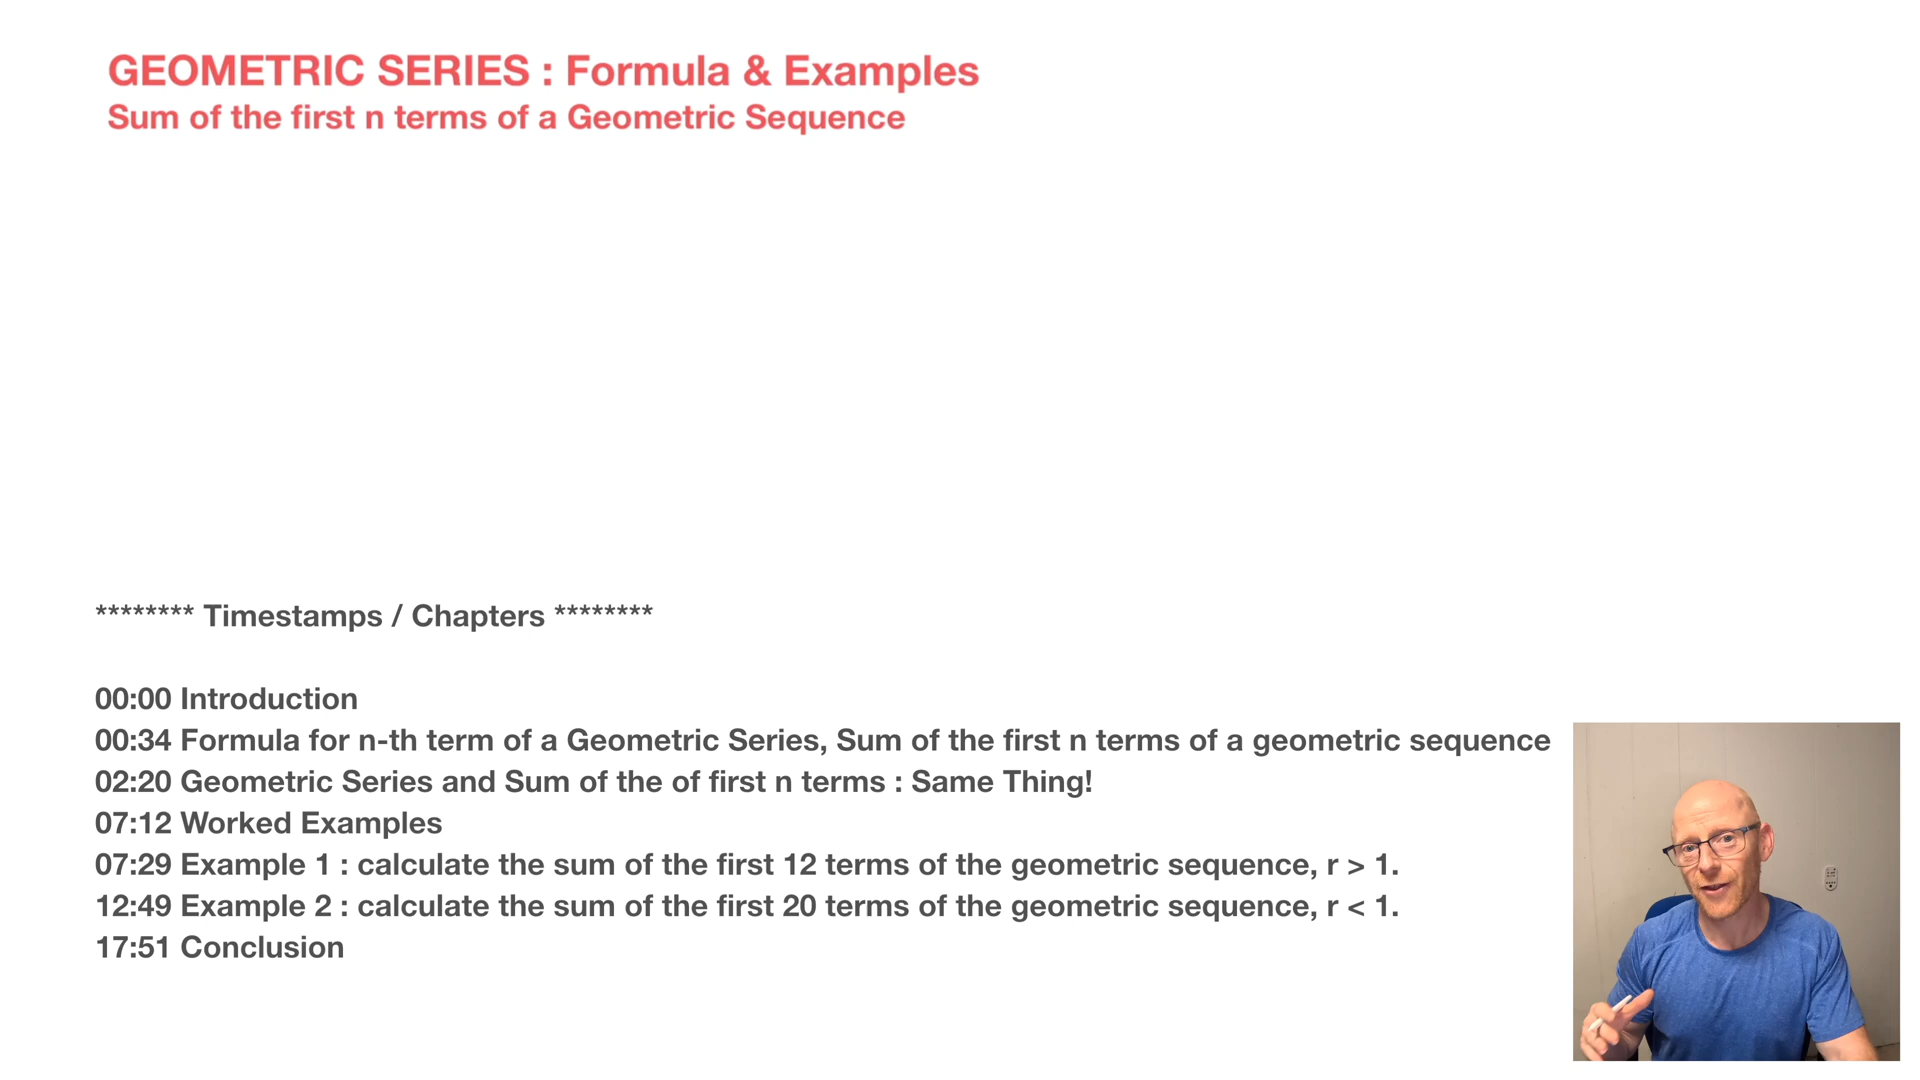 GEOMETRIC SERIES : Formula & Examples
Sum of the first n terms of a Geometric Sequence
******** Timestamps / Chapters ********
00:00 Introduction
00:34 Formula for n-th term of a Geometric Series, Sum of the first n terms of a geometric sequence
02:20 Geometric Series and Sum of the of first n terms : Same Thing!
07:12 Worked Examples
07:29 Example 1 : calculate the sum of the first 12 terms of the geometric sequence, r > 1.
12:49 Example 2 : calculate the sum of the first 20 terms of the geometric sequence, r < 1.
17:51 Conclusion